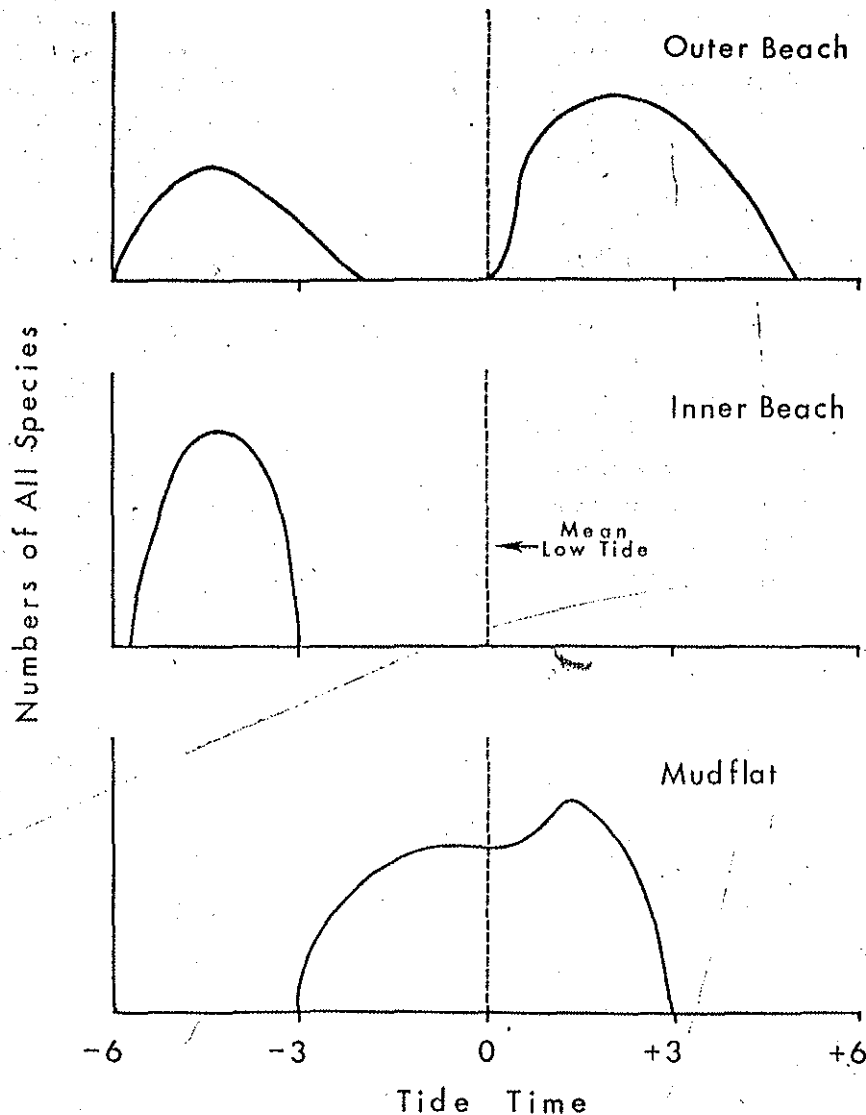 Outer Beach
Inner Beach
Mean
Low Tide
Mudflat
Numbers of All Species
-6
-3
0
+3
+6
Tide Time